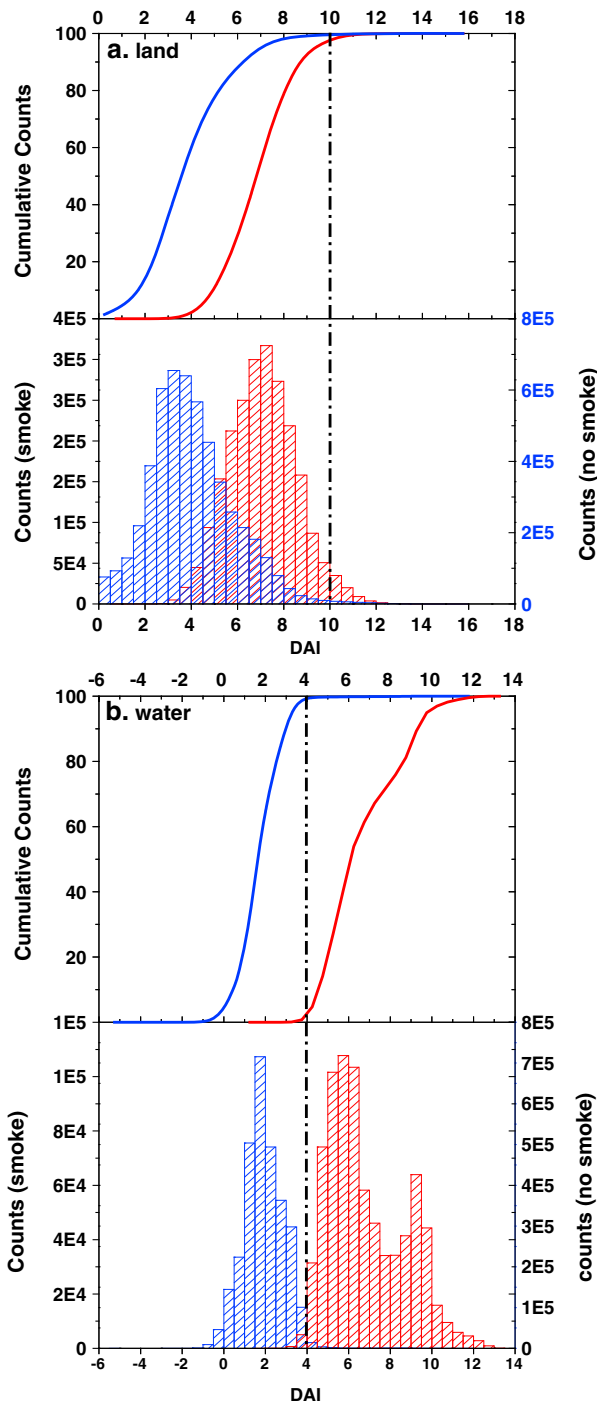 0 2 4 6 8 10 12 14 16 18
a. land
100
80
60
40
20
Cumulative Counts
4E5
3E5
3E5
2E5
2E5
1E5
5E4
0
Counts (smoke)
8E5
6E5
4E5
2E5
0
Counts (no smoke)
0 2 4 6 8 10 12 14 16 18
DAI
-6 -4 -2 0 2 4 6 8 10 12 14
b. water
100
80
60
40
20
Cumulative Counts
1E5
1E5
8E4
6E4
4E4
2E4
0
Counts (smoke)
8E5
7E5
6E5
5E5
4E5
3E5
2E5
1E5
0
counts (no smoke)
-6 -4 -2 0 2 4 6 8 10 12 14
DAI